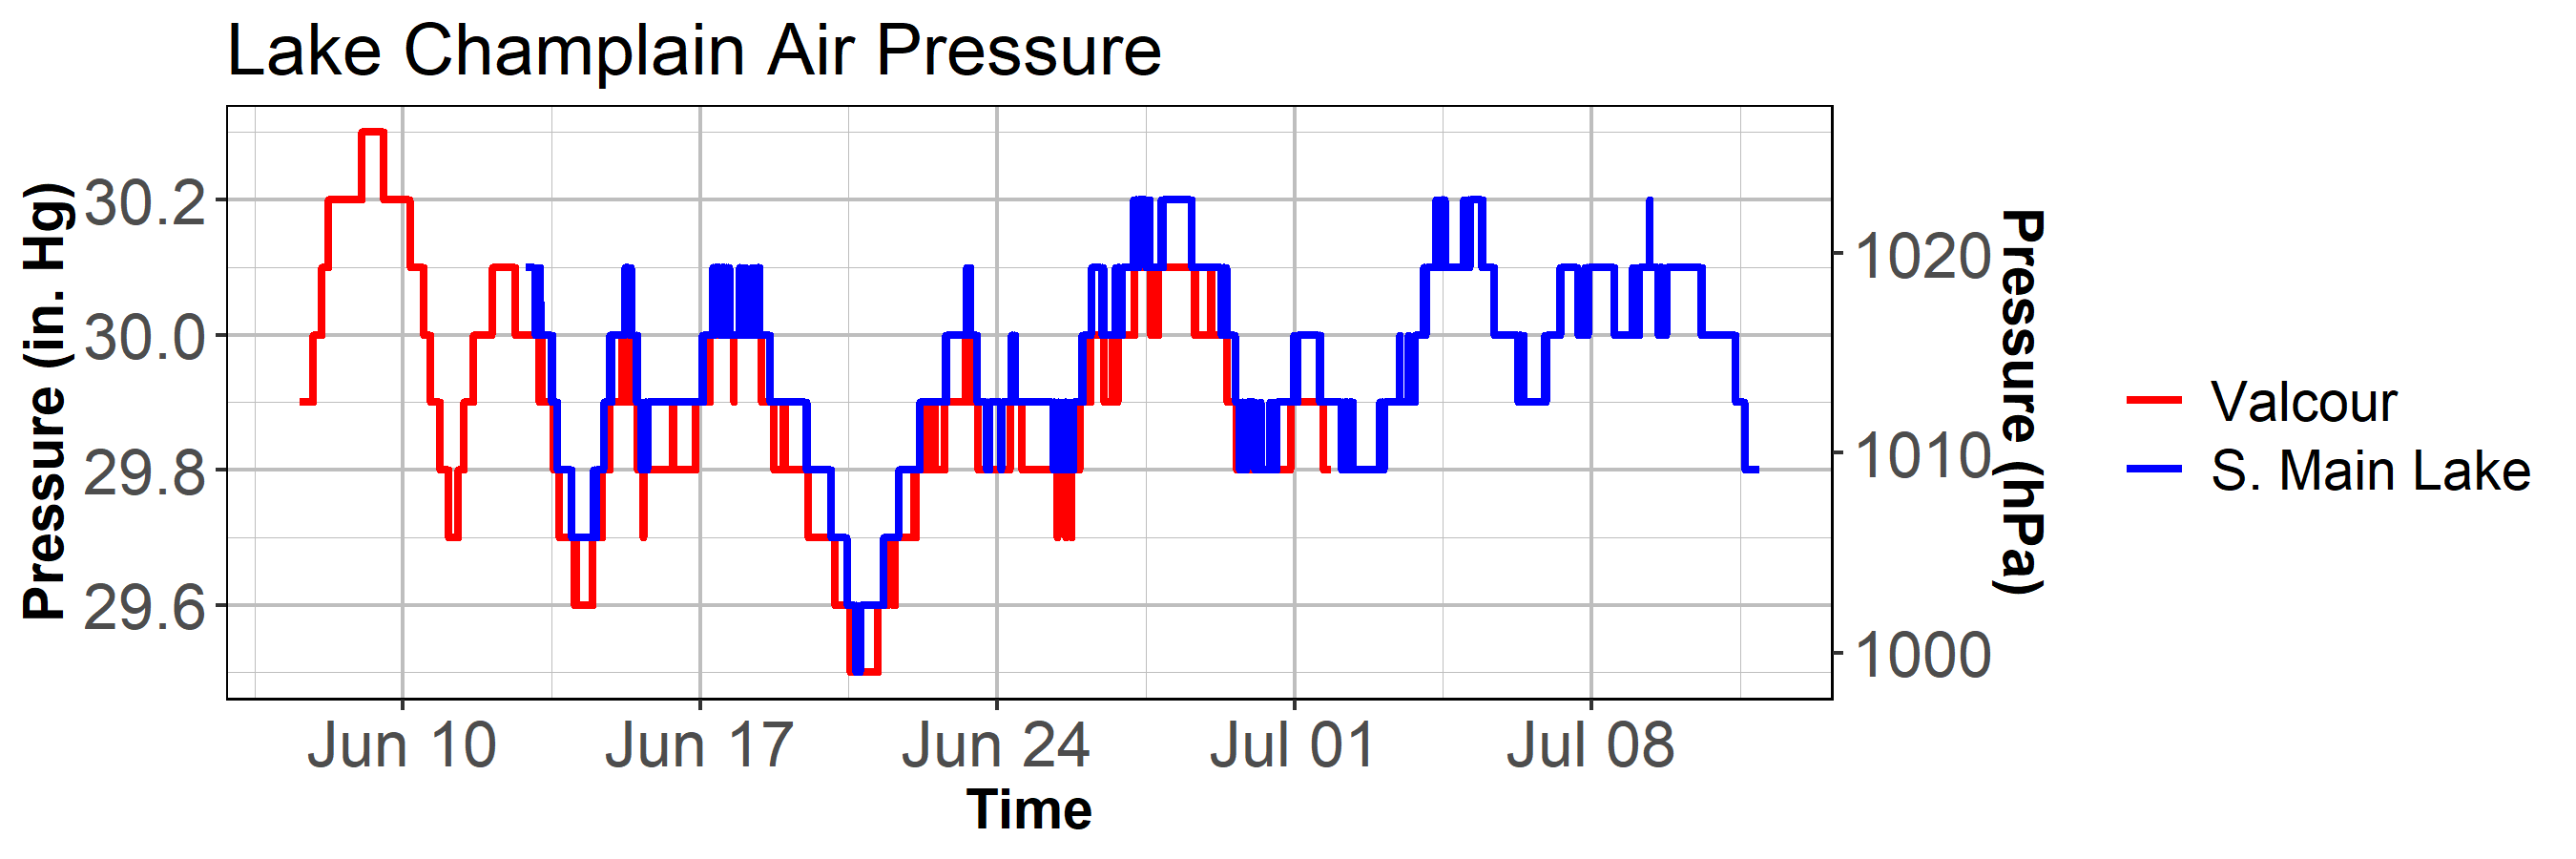 Lake Champlain Air Pressure
Pressure (in. Hg)
30.2
30.0
29.8
29.6
1020
1010
1000
Pressure (hPa)
Valcour
S. Main Lake
Jun 10 Jun 17 Jun 24 Jul 01 Jul 08
Time